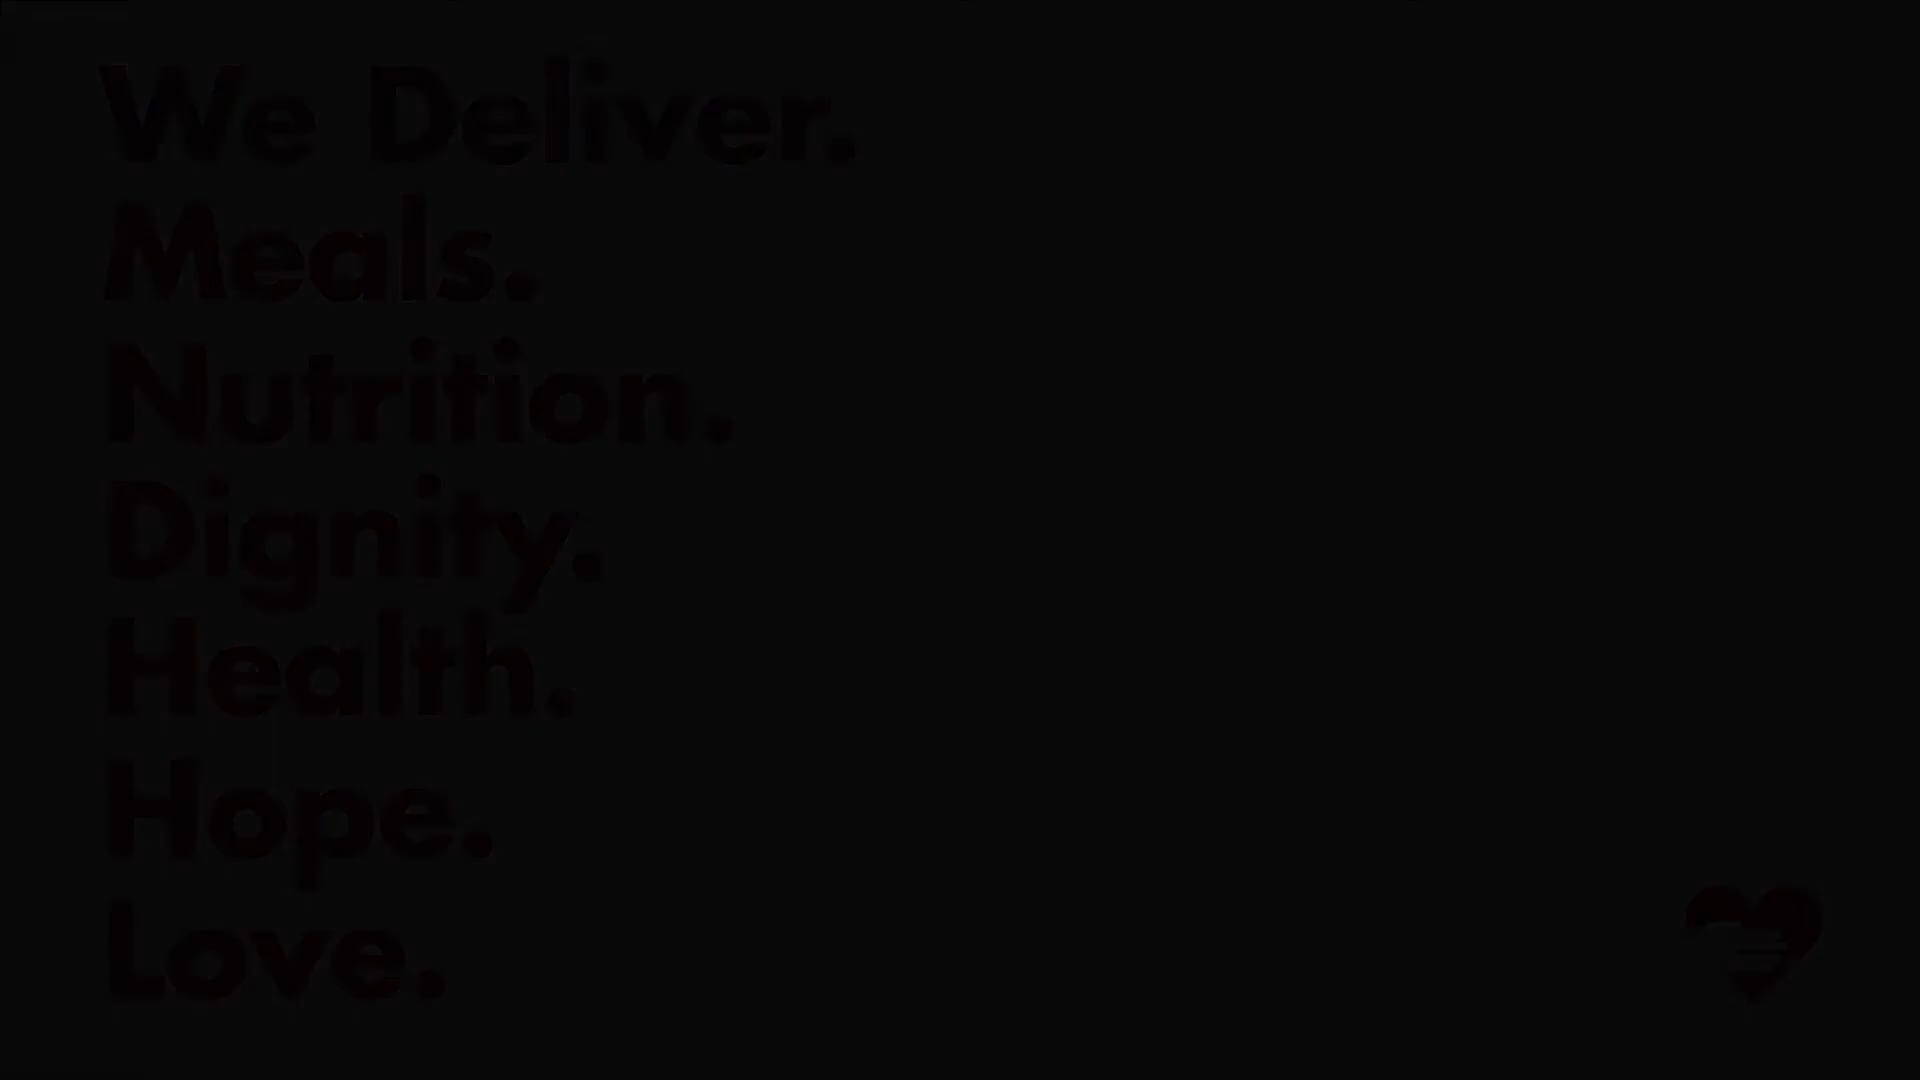 We Deliver.
Meals.
Nutrition.
Dignity.
Health.
Hope.
Love.